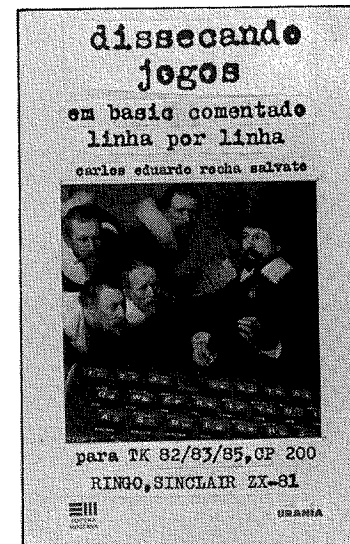 dissecando
jogos
em basic comentado
linha por linha
carlos eduardo rocha salvato
para TK 82/83/85, CP 200
RINGO, SINCLAIR ZX-81
URANIA